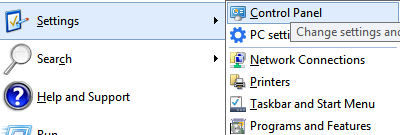 Settings
Search
Help and Support
Run
Control Panel
PC setti
Change settings and
Network Connections
Printers
Taskbar and Start Menu
Programs and Features